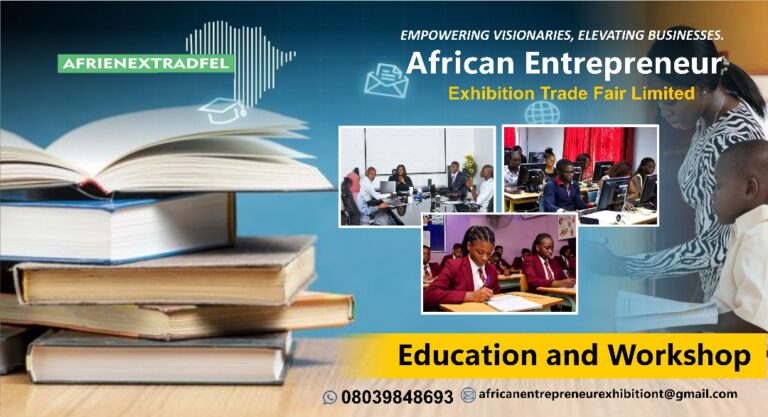 EMPOWERING VISIONARIES, ELEVATING BUSINESSES.
AFRIENEXTRADFEL
African Entrepreneur
Exhibition Trade Fair Limited
Education and Workshop
08039848693
africanentrepreneurexhibitiont@gmail.com